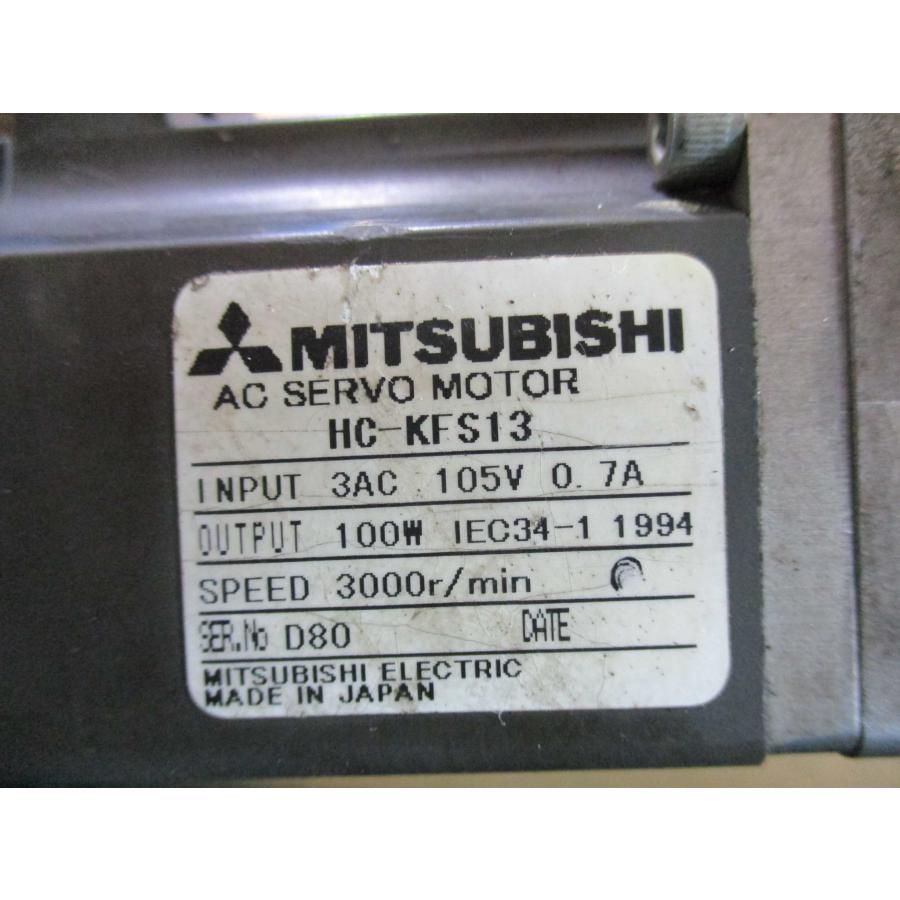 MITSUBISHI
AC SERVO MOTOR
HC-KFS13
INPUT 3AC 105V 0.7A
OUTPUT 100W IEC34-1 1994
SPEED 3000r/min
SER.No D80 DATE
MITSUBISHI ELECTRIC
MADE IN JAPAN